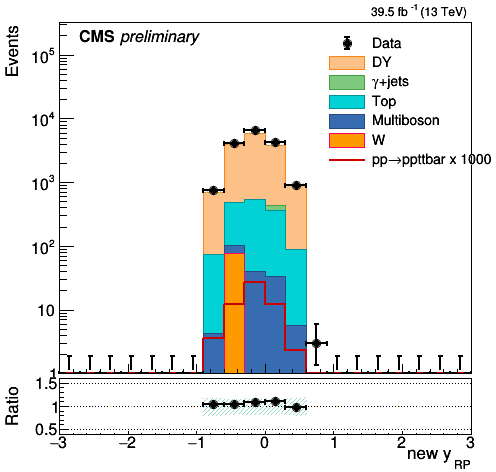 39.5 fb⁻¹ (13 TeV)
CMS preliminary
Events
Data
DY
γ+jets
Top
Multiboson
W
pp→ppttbar x 1000
10⁵
10⁴
10³
10²
10
1
Ratio
1.5
1
0.5
−3 −2 −1 0 1 2 3
new y_RP